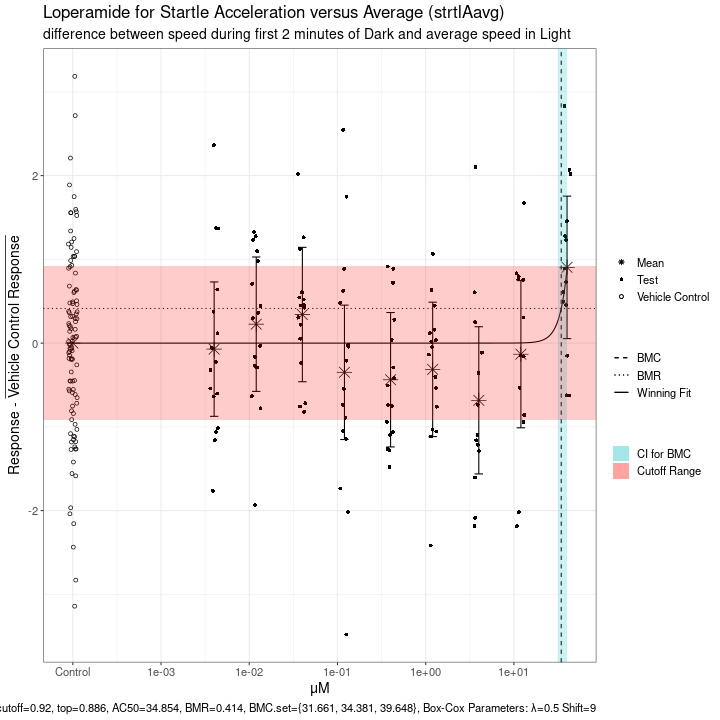 Loperamide for Startle Acceleration versus Average (strtlAavg)
difference between speed during first 2 minutes of Dark and average speed in Light
Response - Vehicle Control Response
2
0
-2
Control
1e-03
1e-02
1e-01
1e+00
1e+01
μM
Mean
Test
Vehicle Control
BMC
BMR
Winning Fit
CI for BMC
Cutoff Range
cutoff=0.92, top=0.886, AC50=34.854, BMR=0.414, BMC.set={31.661, 34.381, 39.648}, Box-Cox Parameters: λ=0.5 Shift=9